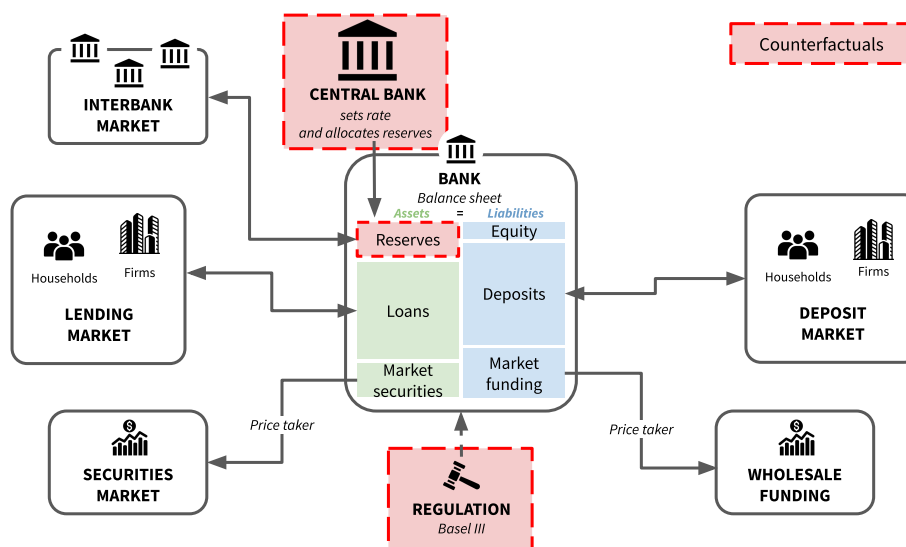 Counterfactuals
INTERBANK
MARKET
CENTRAL BANK
sets rate
and allocates reserves
BANK
Balance sheet
Assets = Liabilities
Reserves
Equity
Loans
Deposits
Market
securities
Market
funding
Households
Firms
LENDING
MARKET
Households
Firms
DEPOSIT
MARKET
Price taker
Price taker
SECURITIES
MARKET
WHOLESALE
FUNDING
REGULATION
Basel III